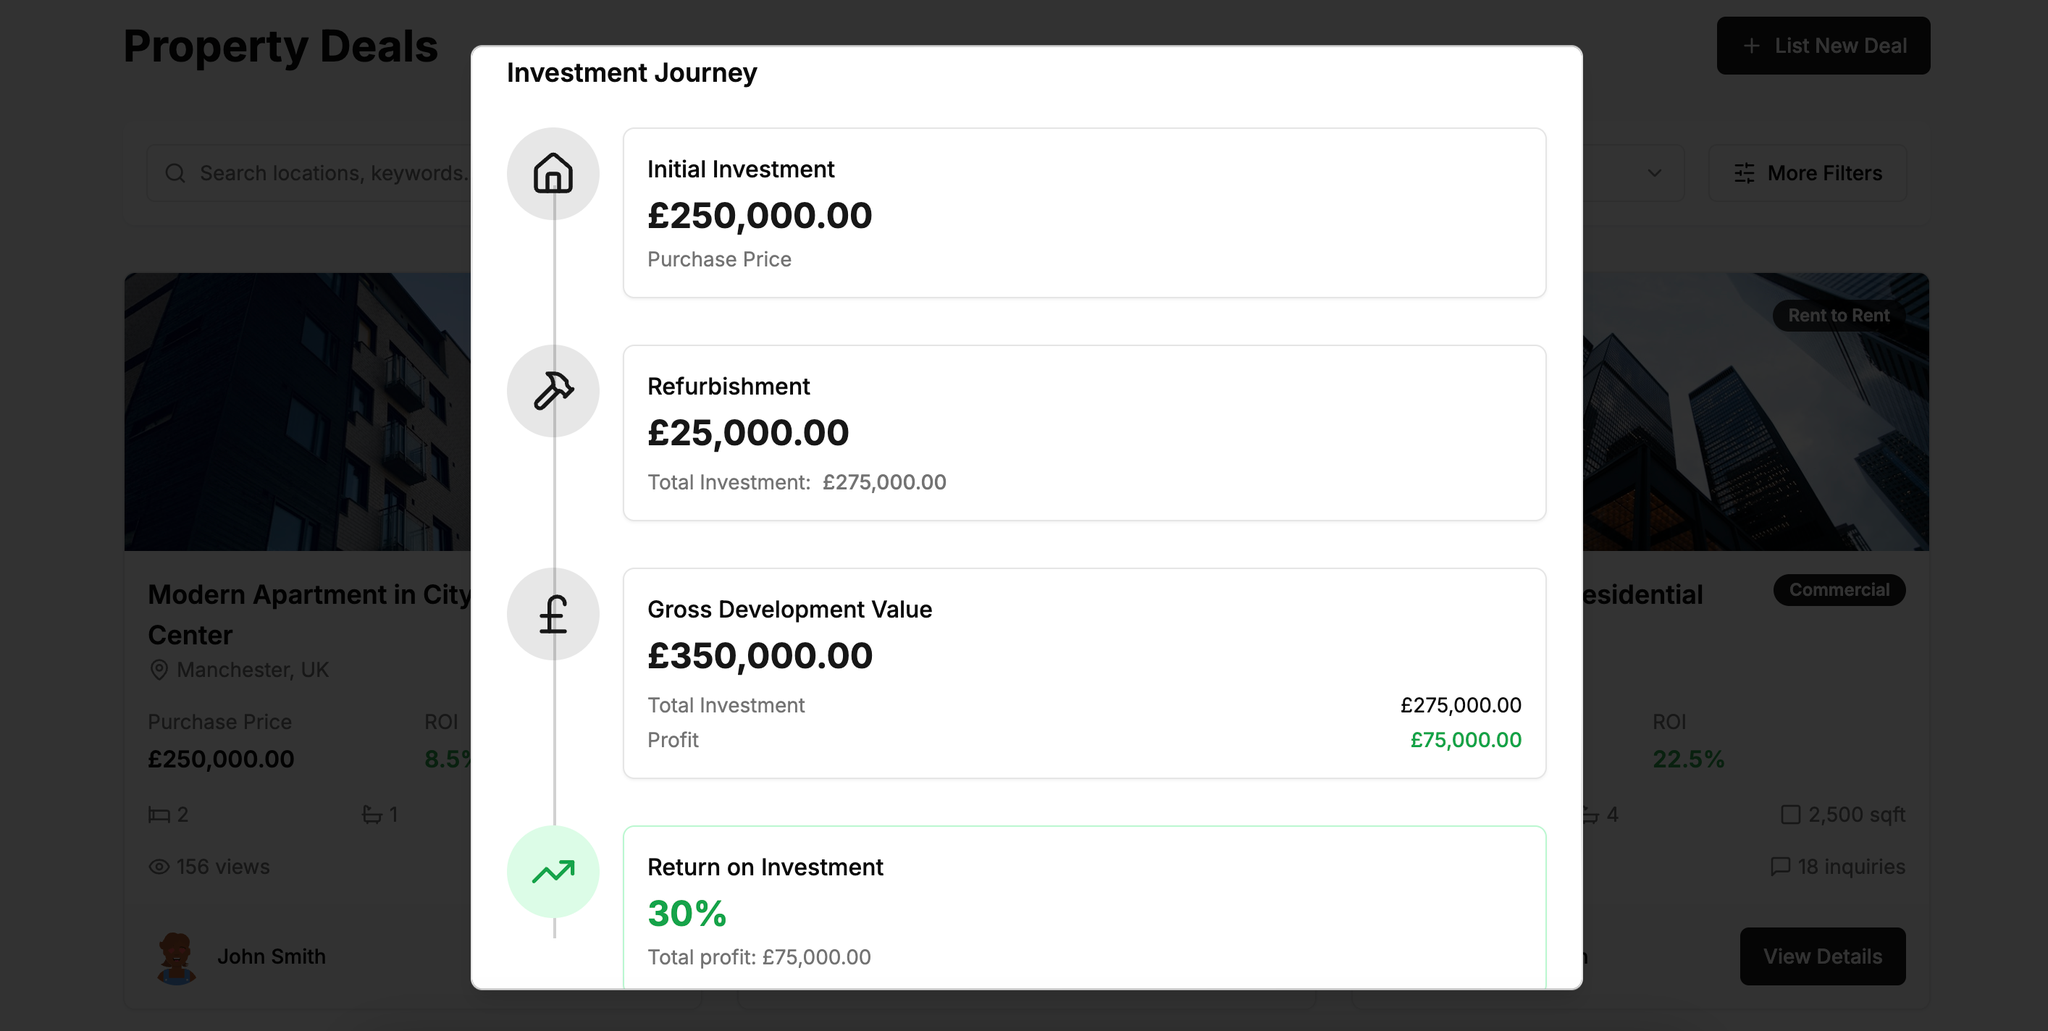 Property Deals
+ List New Deal
Search locations, keywords.
More Filters
Investment Journey
Initial Investment
£250,000.00
Purchase Price
Refurbishment
£25,000.00
Total Investment: £275,000.00
Gross Development Value
£350,000.00
Total Investment £275,000.00
Profit £75,000.00
Return on Investment
30%
Total profit: £75,000.00
Modern Apartment in City
Center
Manchester, UK
Purchase Price ROI
£250,000.00 8.5%
2 1
156 views
John Smith
Rent to Rent
esidential Commercial
ROI
22.5%
4 2,500 sqft
18 inquiries
View Details